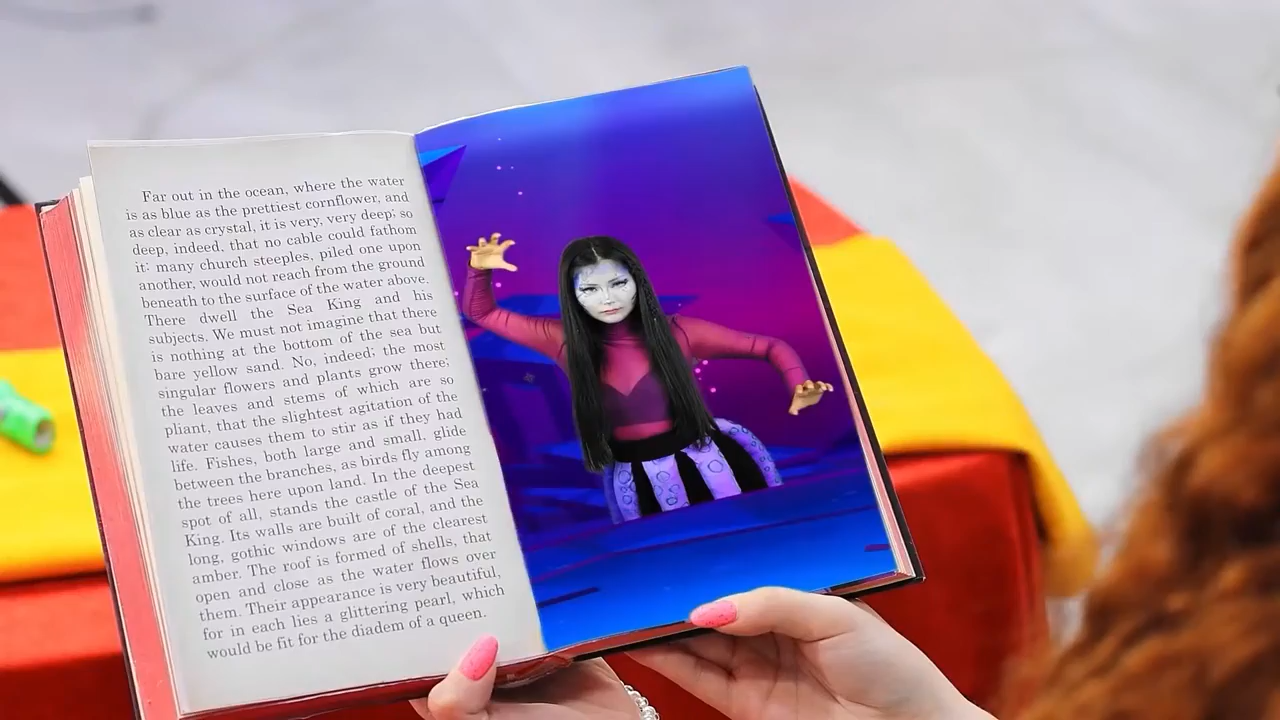 Far out in the ocean, where the water
is as blue as the prettiest cornflower, and
as clear as crystal, it is very, very deep; so
deep, indeed, that no cable could fathom
it: many church steeples, piled one upon
another, would not reach from the ground
beneath to the surface of the water above.
There dwell the Sea King and his
subjects. We must not imagine that there
is nothing at the bottom of the sea but
bare yellow sand. No, indeed; the most
singular flowers and plants grow there;
the leaves and stems of which are so
pliant, that the slightest agitation of the
water causes them to stir as if they had
life. Fishes, both large and small, glide
between the branches, as birds fly among
the trees here upon land. In the deepest
spot of all, stands the castle of the Sea
King. Its walls are built of coral, and the
long, gothic windows are of the clearest
amber. The roof is formed of shells, that
open and close as the water flows over
them. Their appearance is very beautiful,
for in each lies a glittering pearl, which
would be fit for the diadem of a queen.